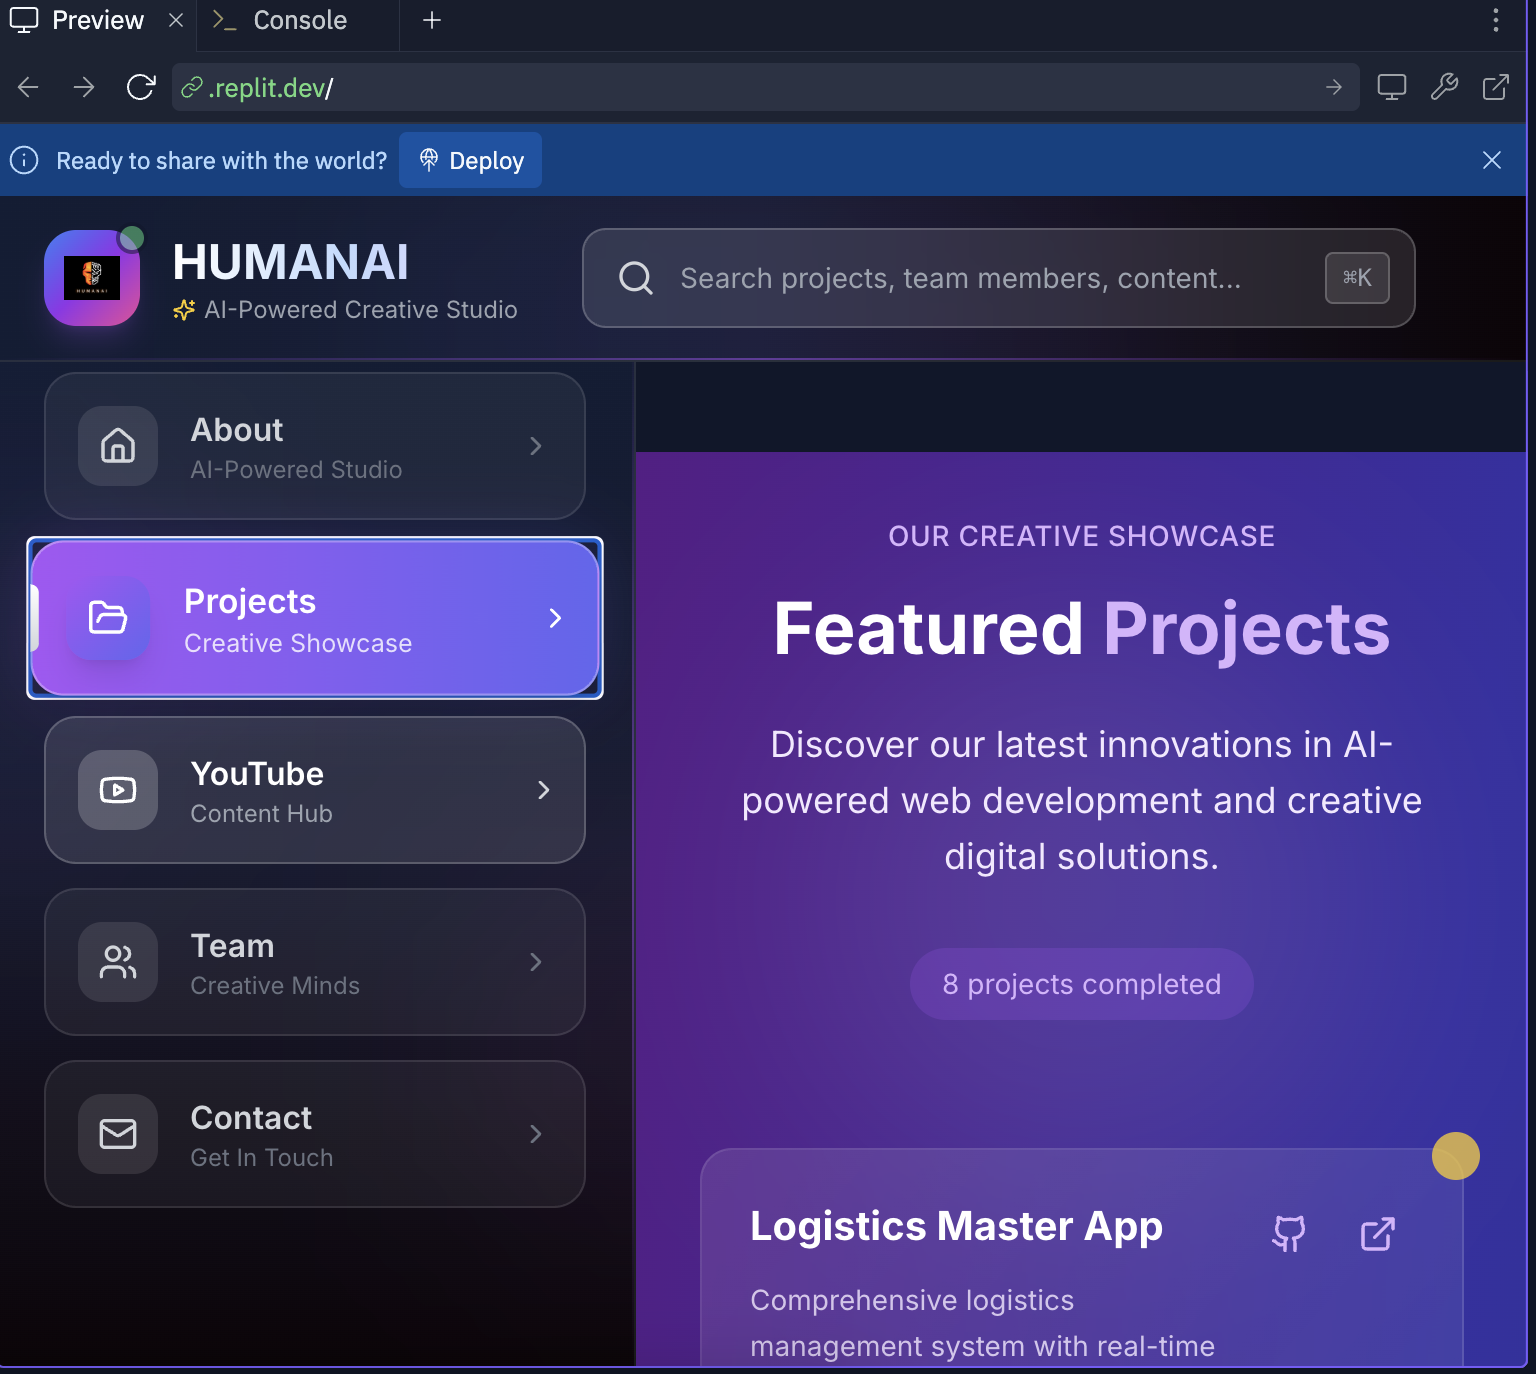 Preview
Console
.replit.dev/
Ready to share with the world?
Deploy
HUMANAI
HUMANAI
AI-Powered Creative Studio
Search projects, team members, content...
⌘K
About
AI-Powered Studio
Projects
Creative Showcase
YouTube
Content Hub
Team
Creative Minds
Contact
Get In Touch
OUR CREATIVE SHOWCASE
Featured Projects
Discover our latest innovations in AI-
powered web development and creative
digital solutions.
8 projects completed
Logistics Master App
Comprehensive logistics
management system with real-time